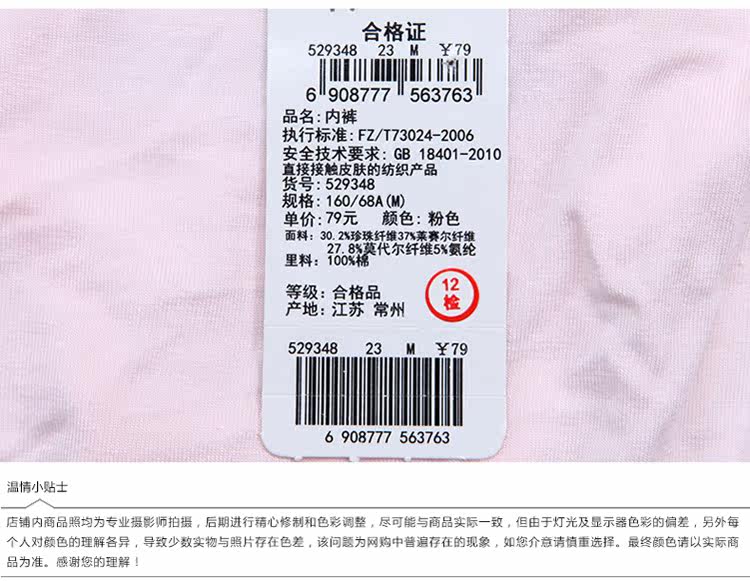 合格证
529348 23 M ¥79
6 908777 563763
品名:内裤
执行标准:FZ/T73024-2006
安全技术要求: GB 18401-2010
直接接触皮肤的纺织产品
货号:529348
规格:160/68A(M)
单价:79元 颜色:粉色
面料:30.2%珍珠纤维37%莱赛尔纤维
27.8%莫代尔纤维5%氨纶
里料:100%棉
等级:合格品
产地:江苏 常州
12
检
529348 23 M ¥79
6 908777 563763
温情小贴士
店铺内商品照均为专业摄影师拍摄，后期进行精心修制和色彩调整，尽可能与商品实际一致，但由于灯光及显示器色彩的偏差，另外每
个人对颜色的理解各异，导致少数实物与照片存在色差，该问题为网购中普遍存在的现象，如您介意请慎重选择。最终颜色请以实际商
品为准。感谢您的理解！